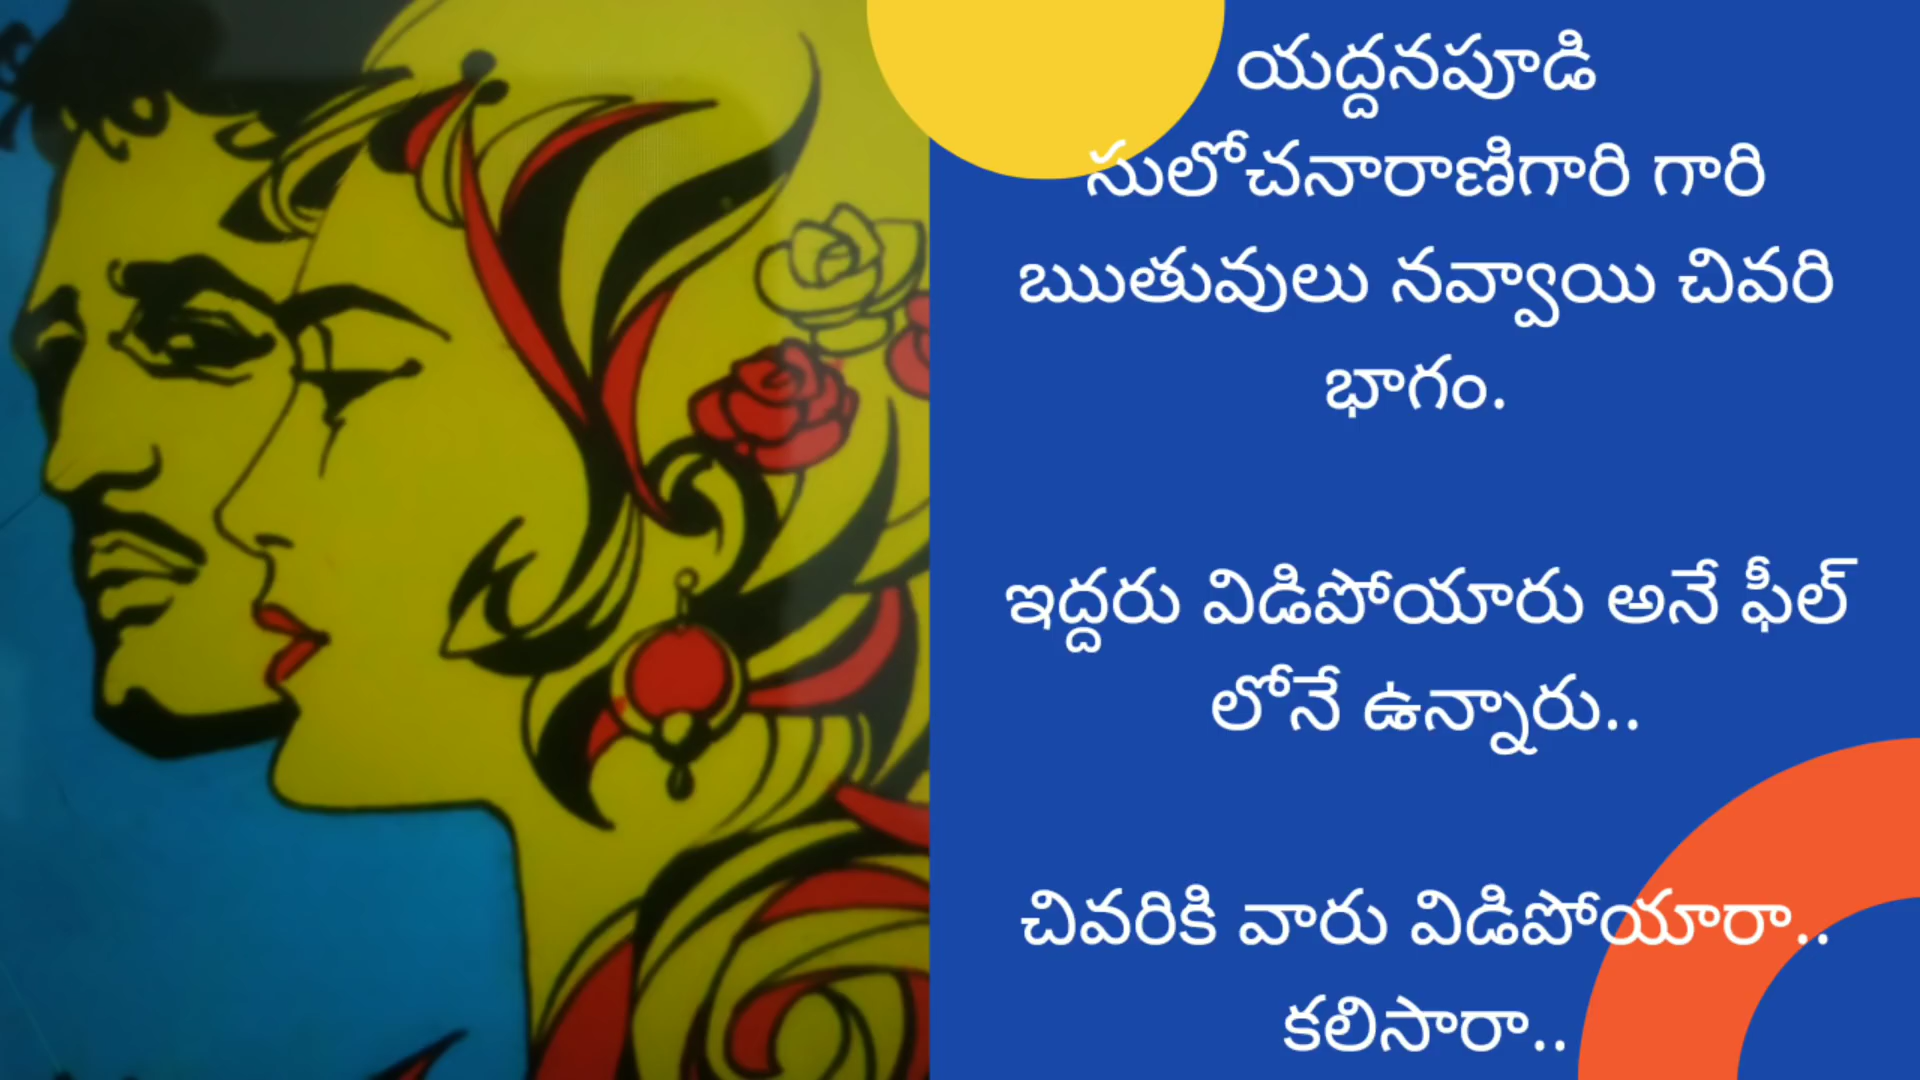 యద్దనపూడి
సులోచనారాణిగారి గారి
ఋతువులు నవ్వాయి చివరి
భాగం.
ఇద్దరు విడిపోయారు అనే ఫీల్
లోనే ఉన్నారు..
చివరికి వారు విడిపోయారా..
కలిసారా..